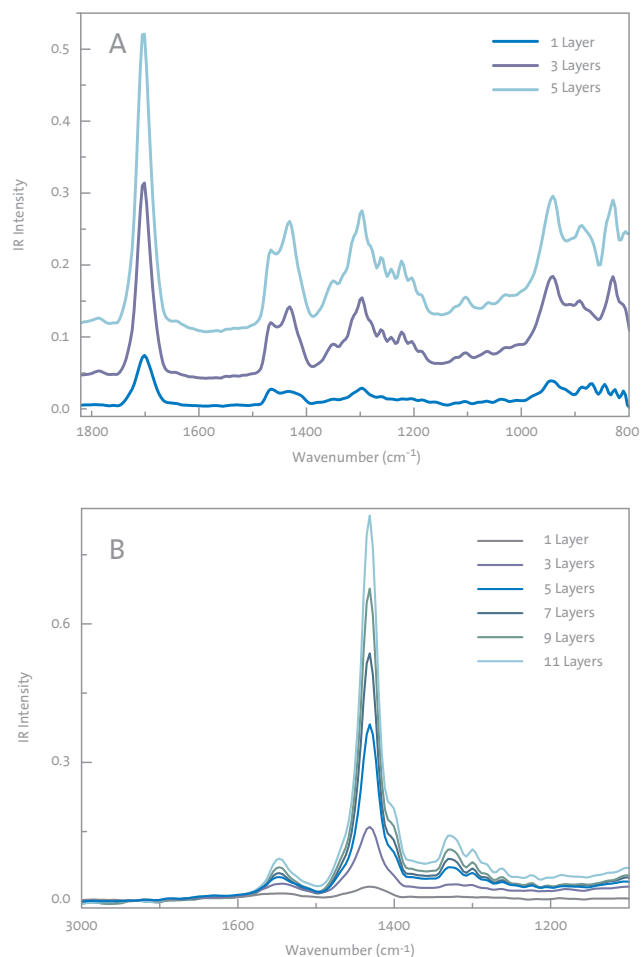 A
0.5
0.4
0.3
0.2
0.1
0.0
IR Intensity
1 Layer
3 Layers
5 Layers
1800 1600 1400 1200 1000 800
Wavenumber (cm-1)
B
0.6
0.3
0.0
IR Intensity
1 Layer
3 Layers
5 Layers
7 Layers
9 Layers
11 Layers
3000 1600 1400 1200
Wavenumber (cm-1)